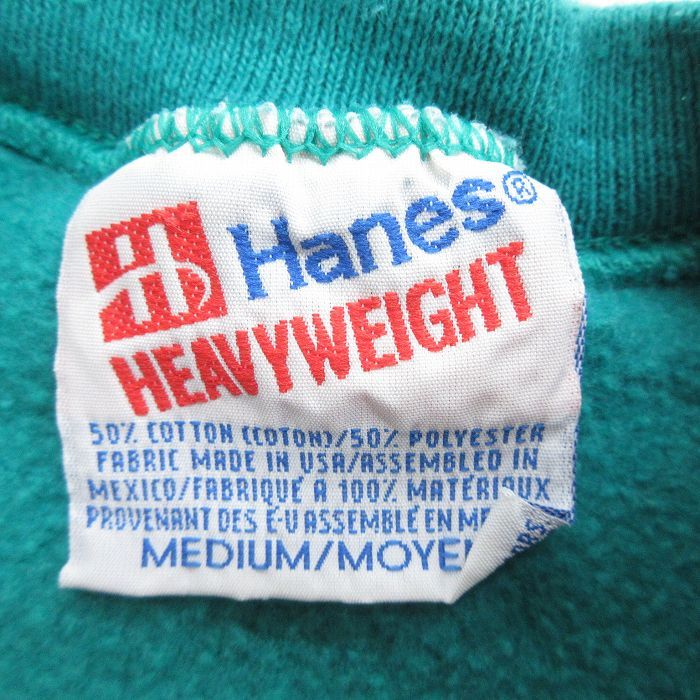 Hanes®
HEAVYWEIGHT
50% COTTON (COTON)/50% POLYESTER
FABRIC MADE IN USA/ASSEMBLED IN
MEXICO/FABRIQUÉ A 100% MATÉRIAUX
PROVENANT DES É-U ASSEMBLÉ EN
MEDIUM/